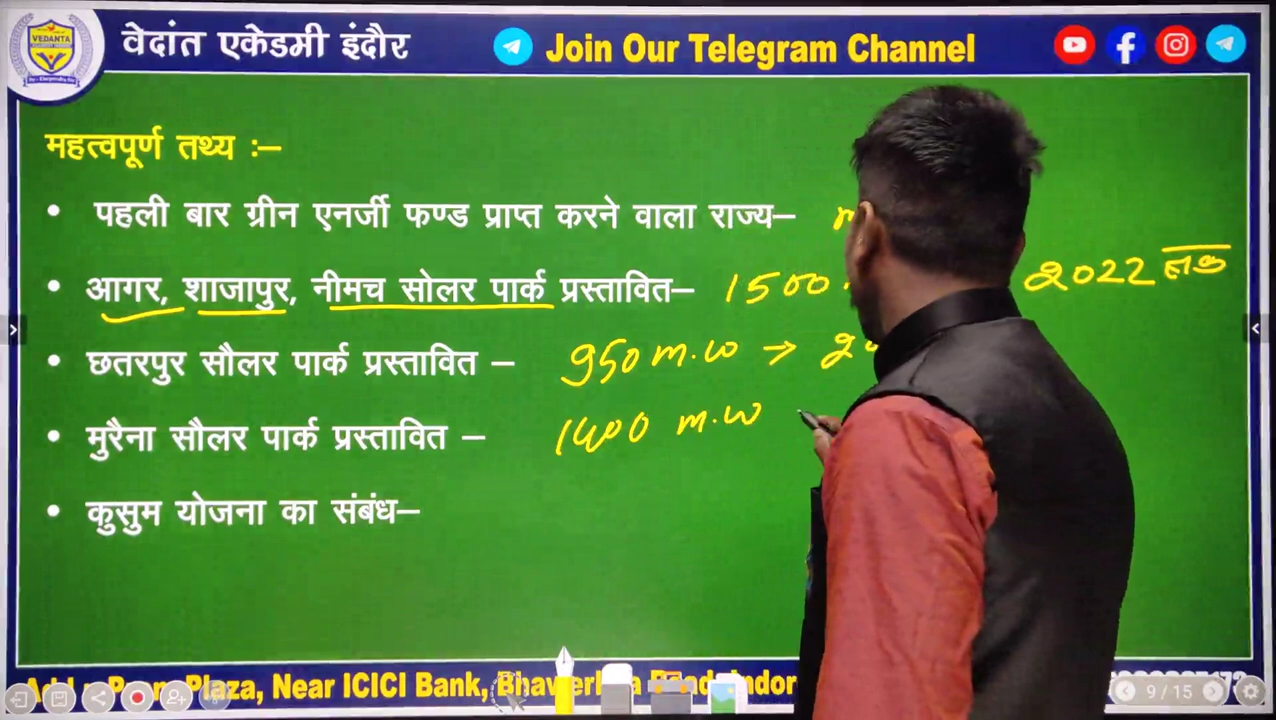 VEDANTA
वेदांत एकेडमी इंदौर
Join Our Telegram Channel
महत्वपूर्ण तथ्य :–
• पहली बार ग्रीन एनर्जी फण्ड प्राप्त करने वाला राज्य–
• आगर, शाजापुर, नीमच सोलर पार्क प्रस्तावित– 1500 2022 तक
• छतरपुर सौलर पार्क प्रस्तावित – 950 m.w →
• मुरैना सौलर पार्क प्रस्तावित – 1400 m.w
• कुसुम योजना का संबंध–
Plaza, Near ICICI Bank,
9 / 15